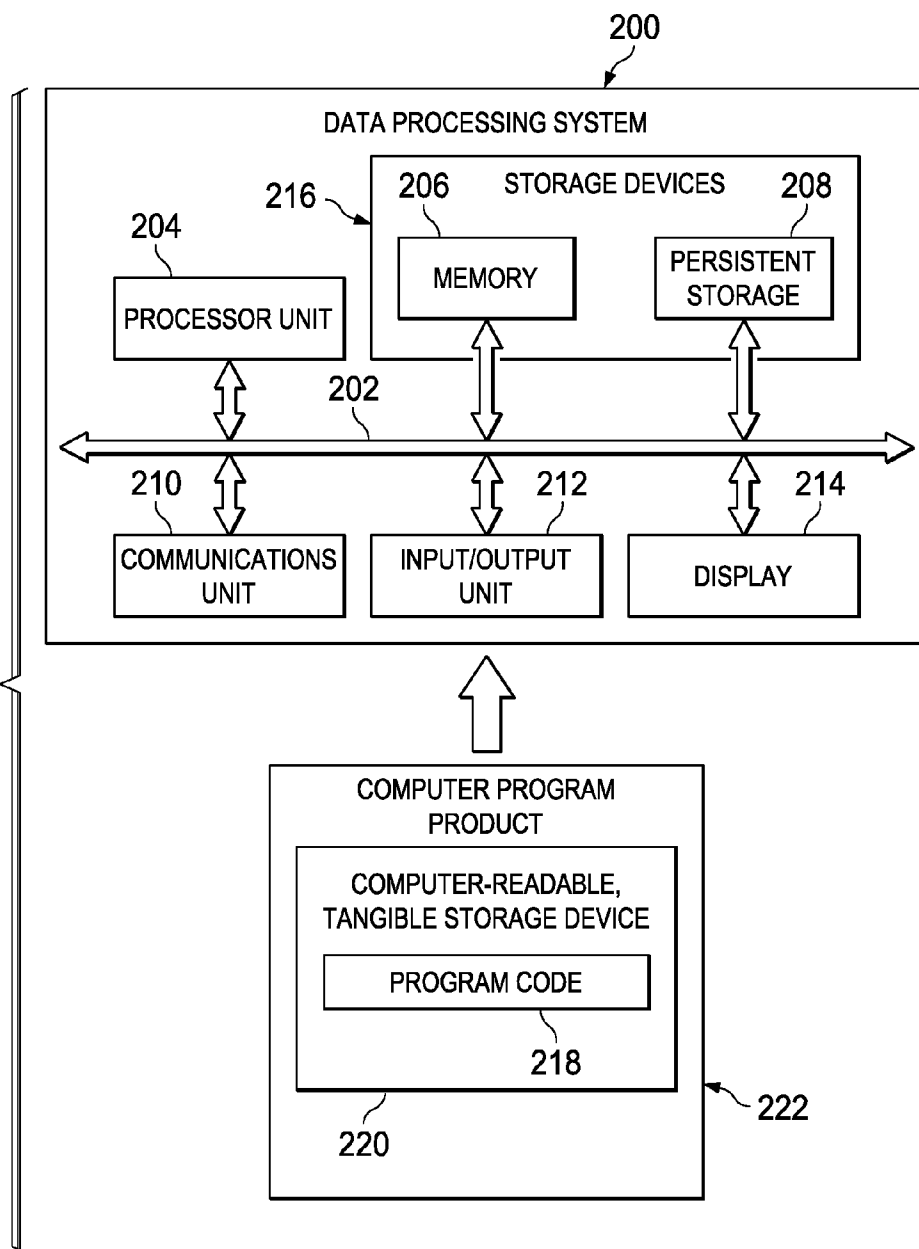 200
DATA PROCESSING SYSTEM
206
STORAGE DEVICES
208
216
204
MEMORY
PERSISTENT
STORAGE
PROCESSOR UNIT
202
210
212
214
COMMUNICATIONS
UNIT
INPUT/OUTPUT
UNIT
DISPLAY
COMPUTER PROGRAM
PRODUCT
COMPUTER-READABLE,
TANGIBLE STORAGE DEVICE
PROGRAM CODE
218
220
222